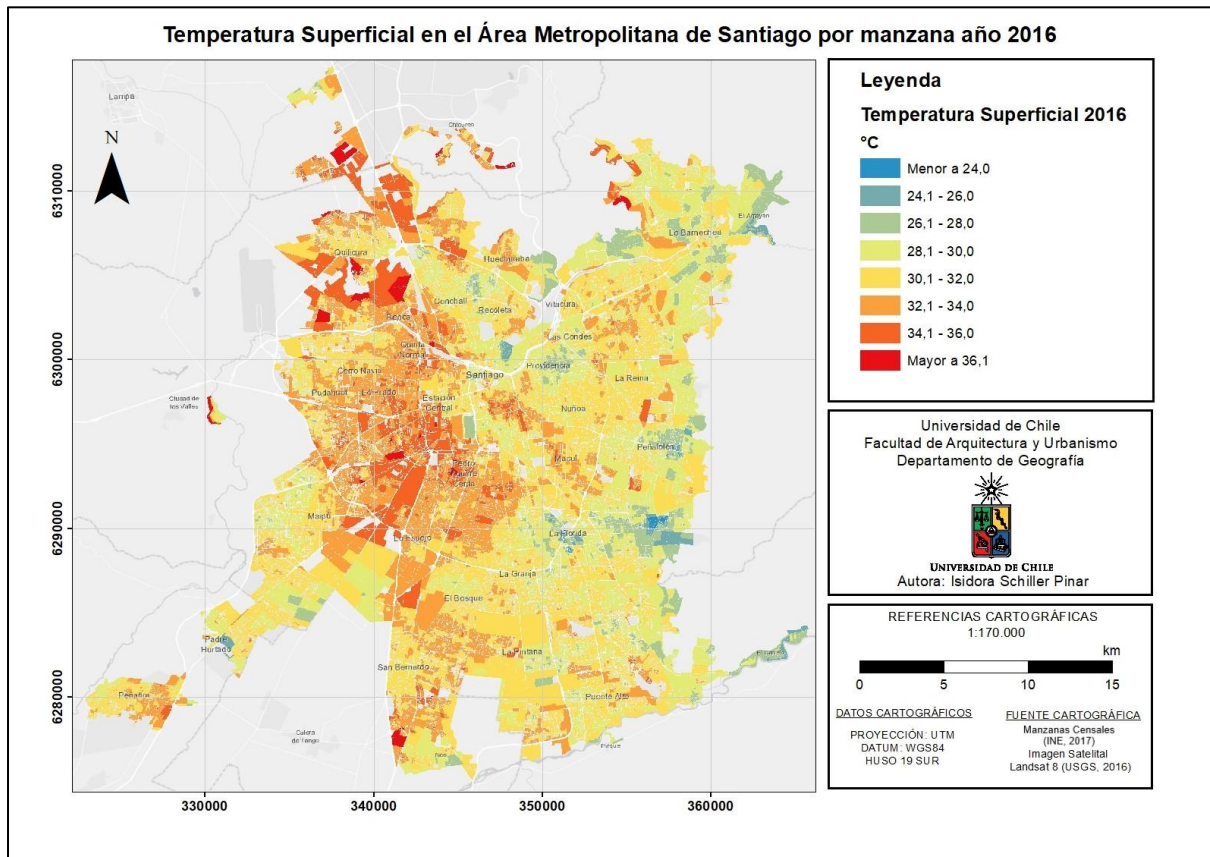 Temperatura Superficial en el Área Metropolitana de Santiago por manzana año 2016
Lampa
N
Chicureo
El Arrayan
Lo Barnechea
Quilicura
Huechuraba
Conchalí
Recoleta
Vitacura
Renca
Las Condes
Quinta
Normal
Cerro Navia
Santiago
Providencia
La Reina
Pudahuel
Lo Prado
Estación
Central
Ciudad de
los Valles
Ñuñoa
Macul
Peñalolén
Pedro
Aguirre
Cerda
Maipú
Lo Espejo
La Florida
La Granja
El Bosque
Padre
Hurtado
La Pintana
San Bernardo
Peñaflor
Puente Alto
Calera
de Tango
Pirque
6310000
6300000
6290000
6280000
330000
340000
350000
360000
Leyenda
Temperatura Superficial 2016
°C
Menor a 24,0
24,1 - 26,0
26,1 - 28,0
28,1 - 30,0
30,1 - 32,0
32,1 - 34,0
34,1 - 36,0
Mayor a 36,1
Universidad de Chile
Facultad de Arquitectura y Urbanismo
Departamento de Geografía
UNIVERSIDAD DE CHILE
Autora: Isidora Schiller Pinar
REFERENCIAS CARTOGRÁFICAS
1:170.000
km
0 5 10 15
DATOS CARTOGRÁFICOS
PROYECCIÓN: UTM
DATUM: WGS84
HUSO 19 SUR
FUENTE CARTOGRÁFICA
Manzanas Censales
(INE, 2017)
Imagen Satelital
Landsat 8 (USGS, 2016)